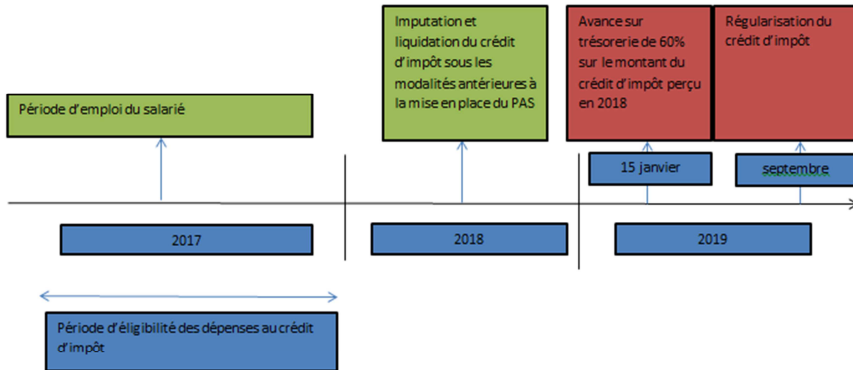 Période d'emploi du salarié
Imputation et
liquidation du crédit
d'impôt sous les
modalités antérieures à
la mise en place du PAS
Avance sur
trésorerie de 60%
sur le montant du
crédit d'impôt perçu
en 2018
Régularisation du
crédit d'impôt
15 janvier
septembre
2017
2018
2019
Période d'éligibilité des dépenses au crédit
d'impôt